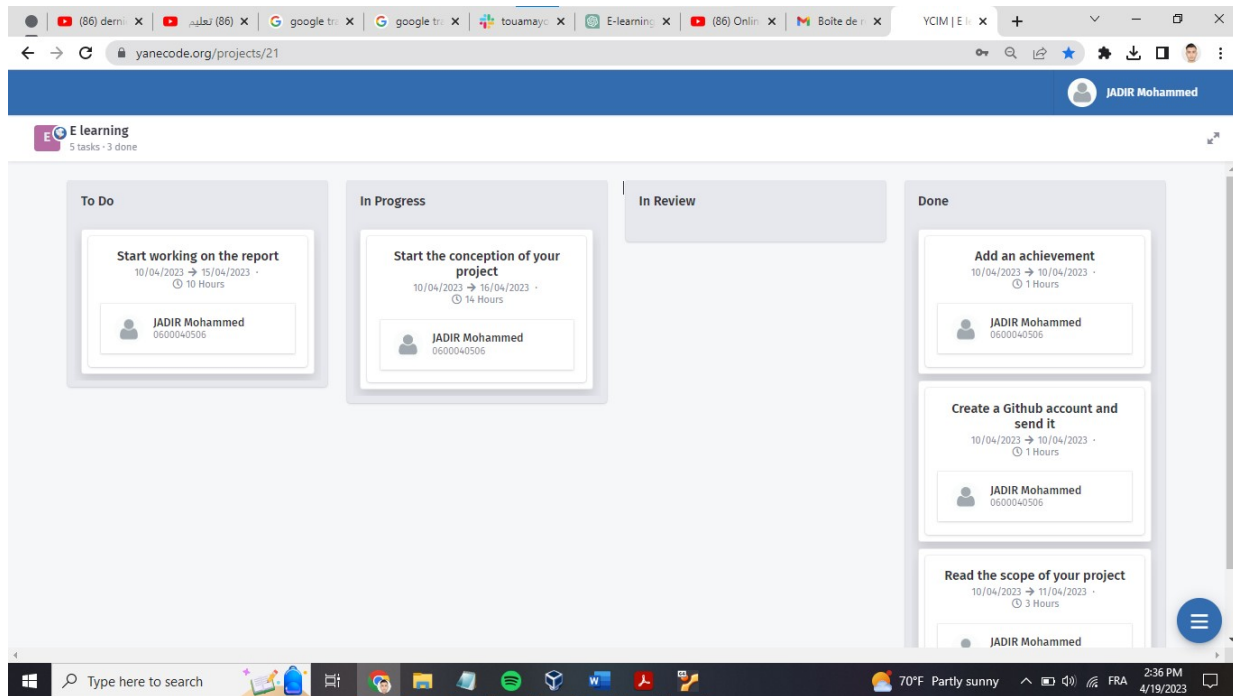 (86) derni
(86) تعليم
google tra
google tra
touamayo
E-learning
(86) Onlin
Boîte de r
YCIM | E le
yanecode.org/projects/21
JADIR Mohammed
E
E learning
5 tasks · 3 done
To Do
Start working on the report
10/04/2023 → 15/04/2023 ·
10 Hours
JADIR Mohammed
0600040506
In Progress
Start the conception of your
project
10/04/2023 → 16/04/2023 ·
14 Hours
JADIR Mohammed
0600040506
In Review
Done
Add an achievement
10/04/2023 → 10/04/2023 ·
1 Hours
JADIR Mohammed
0600040506
Create a Github account and
send it
10/04/2023 → 10/04/2023 ·
1 Hours
JADIR Mohammed
0600040506
Read the scope of your project
10/04/2023 → 11/04/2023 ·
3 Hours
JADIR Mohammed
Type here to search
70°F Partly sunny
FRA
2:36 PM
4/19/2023